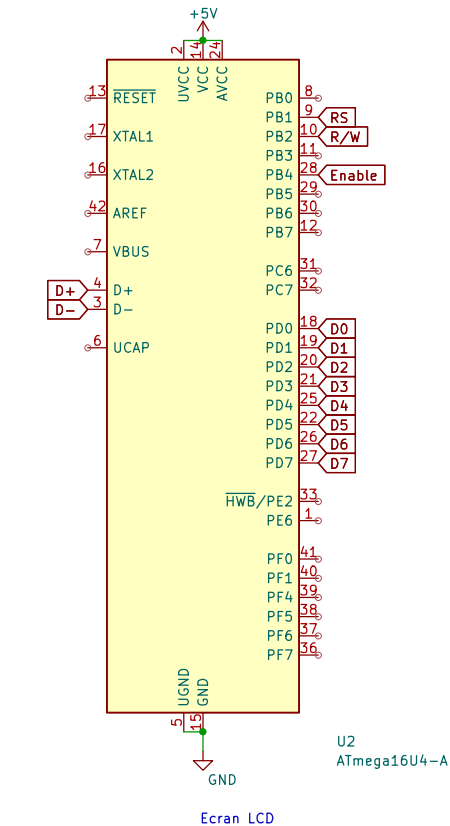 +5V
2
14
24
UVCC
VCC
AVCC
13 RESET
17 XTAL1
16 XTAL2
42 AREF
7 VBUS
D+ 4 D+
D- 3 D-
6 UCAP
PB0 8
PB1 9 RS
PB2 10 R/W
PB3 11
PB4 28 Enable
PB5 29
PB6 30
PB7 12
PC6 31
PC7 32
PD0 18 D0
PD1 19 D1
PD2 20 D2
PD3 21 D3
PD4 25 D4
PD5 22 D5
PD6 26 D6
PD7 27 D7
HWB/PE2 33
PE6 1
PF0 41
PF1 40
PF4 39
PF5 38
PF6 37
PF7 36
UGND
GND
5
15
GND
U2
ATmega16U4-A
Ecran LCD